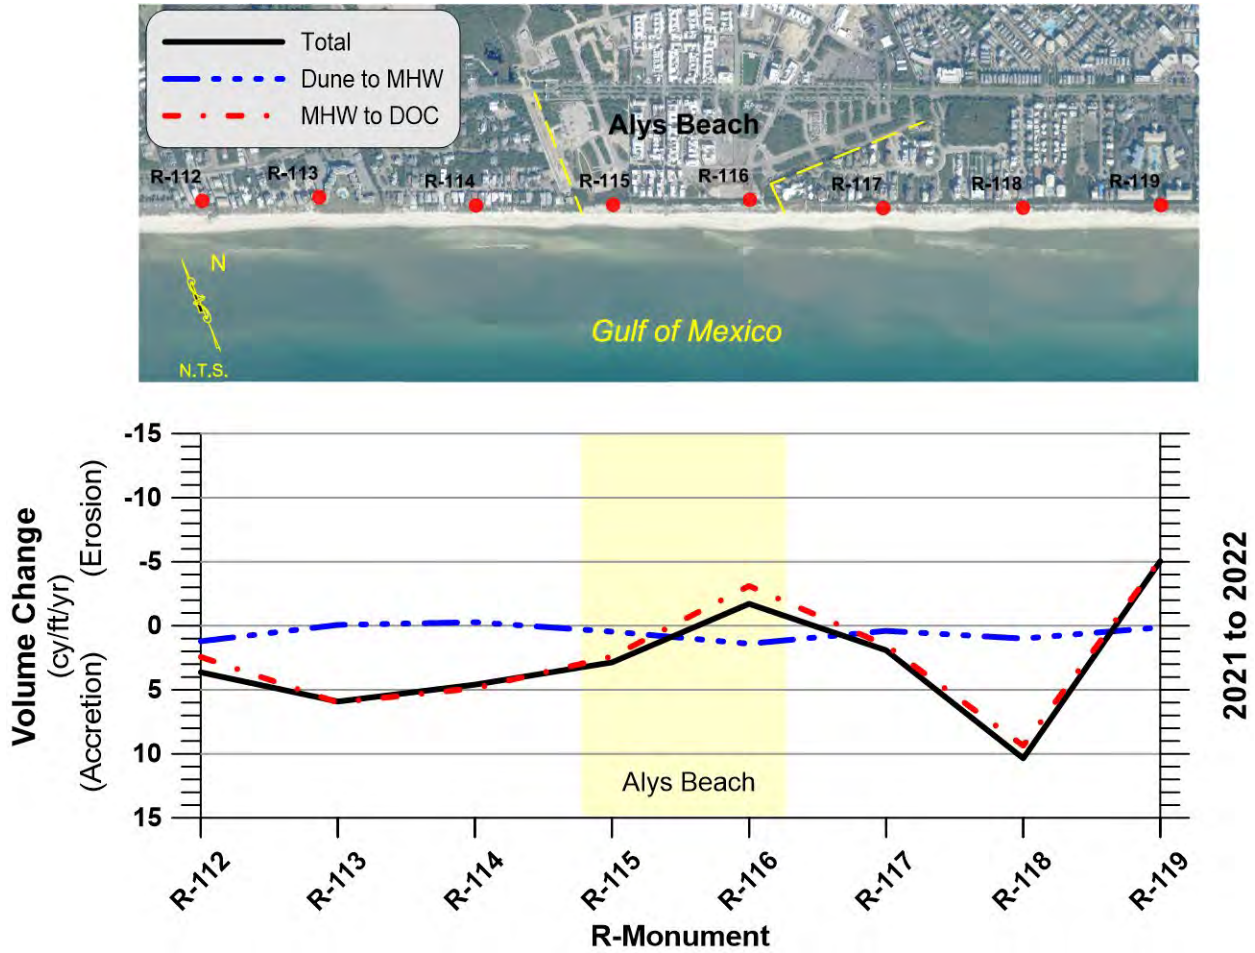 Total
Dune to MHW
MHW to DOC
Alys Beach
R-112
R-113
R-114
R-115
R-116
R-117
R-118
R-119
N
N.T.S.
Gulf of Mexico
-15
-10
-5
0
5
10
15
Volume Change
(cy/ft/yr)
(Accretion) (Erosion)
2021 to 2022
Alys Beach
R-112
R-113
R-114
R-115
R-116
R-117
R-118
R-119
R-Monument